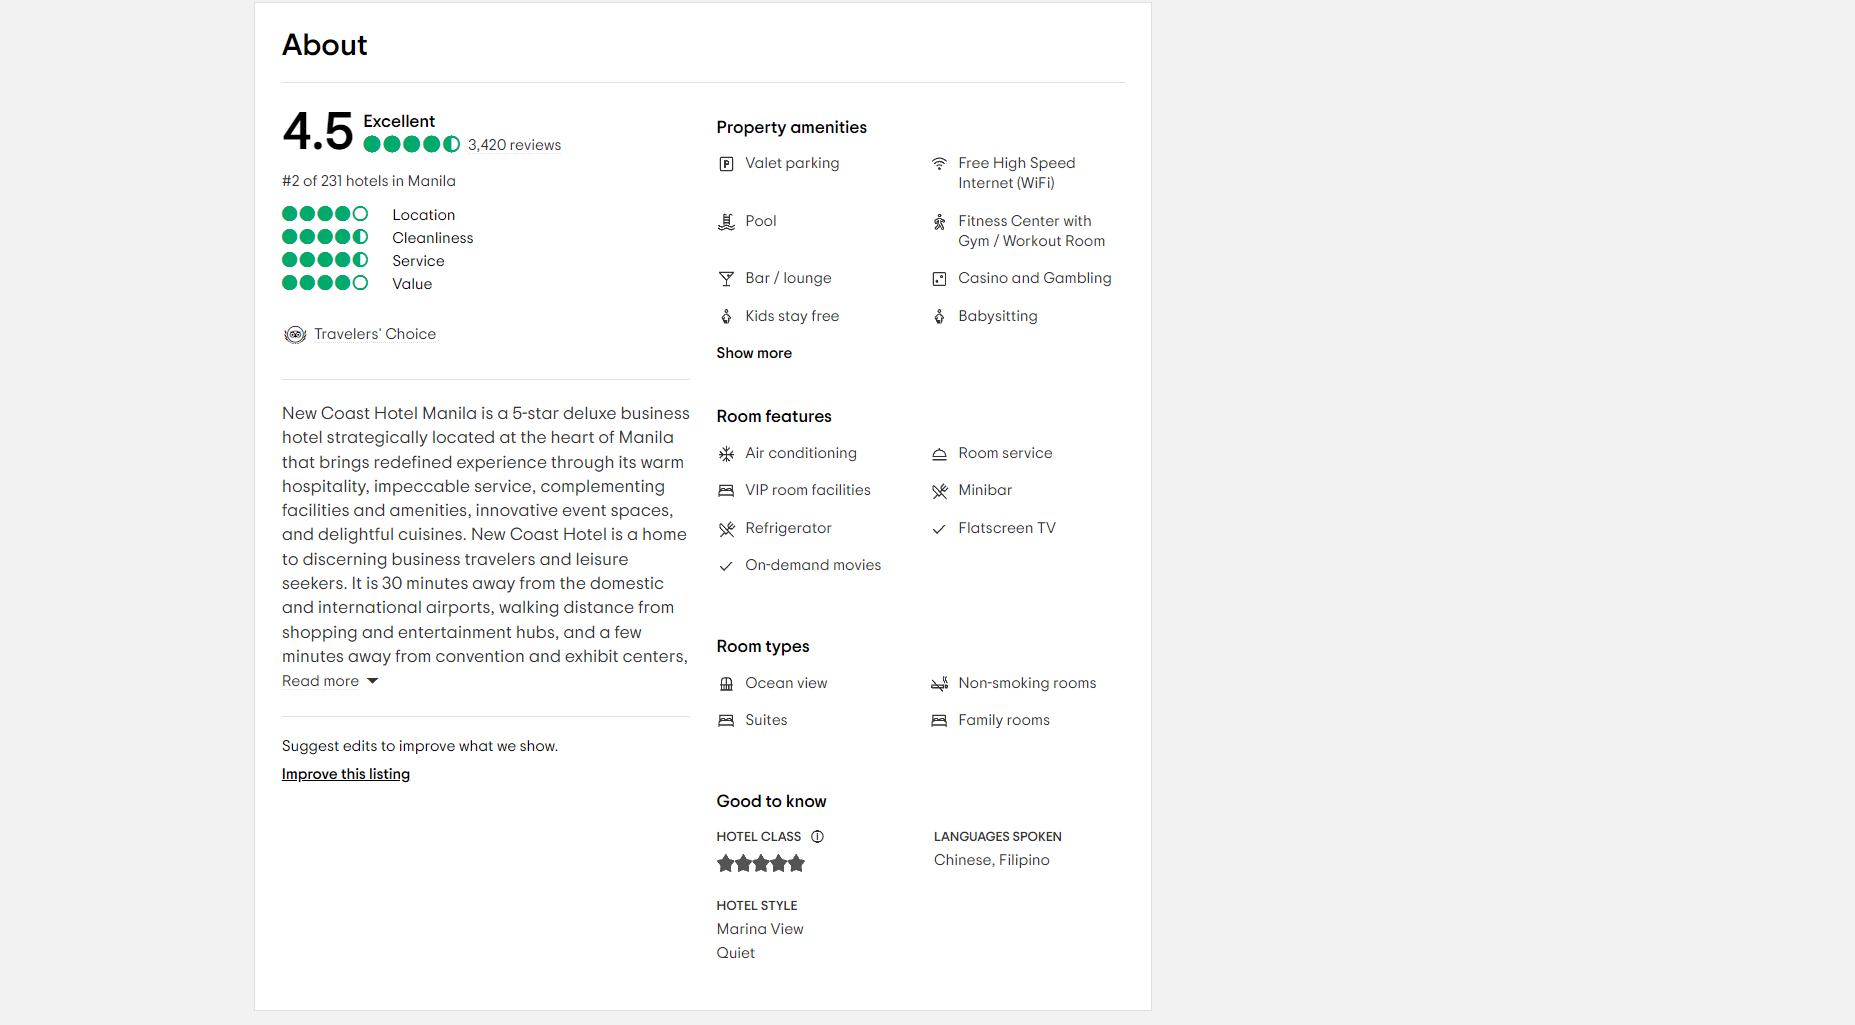 About
4.5
Excellent
3,420 reviews
#2 of 231 hotels in Manila
Location
Cleanliness
Service
Value
Travelers' Choice
New Coast Hotel Manila is a 5-star deluxe business
hotel strategically located at the heart of Manila
that brings redefined experience through its warm
hospitality, impeccable service, complementing
facilities and amenities, innovative event spaces,
and delightful cuisines. New Coast Hotel is a home
to discerning business travelers and leisure
seekers. It is 30 minutes away from the domestic
and international airports, walking distance from
shopping and entertainment hubs, and a few
minutes away from convention and exhibit centers,
Read more
Suggest edits to improve what we show.
Improve this listing
Property amenities
Valet parking
Free High Speed
Internet (WiFi)
Pool
Fitness Center with
Gym / Workout Room
Bar / lounge
Casino and Gambling
Kids stay free
Babysitting
Show more
Room features
Air conditioning
Room service
VIP room facilities
Minibar
Refrigerator
Flatscreen TV
On-demand movies
Room types
Ocean view
Non-smoking rooms
Suites
Family rooms
Good to know
HOTEL CLASS
LANGUAGES SPOKEN
Chinese, Filipino
HOTEL STYLE
Marina View
Quiet